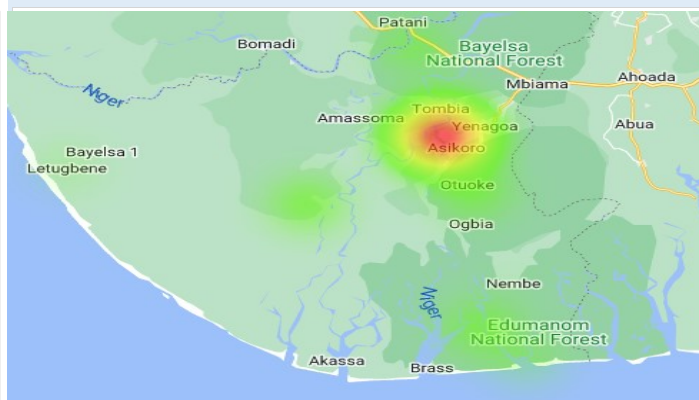 Patani
Bomadi
Bayelsa
National Forest
Mbiama
Ahoada
Niger
Tombia
Amassoma
Yenagoa
Abua
Asikoro
Bayelsa 1
Letugbene
Otuoke
Ogbia
Nembe
Niger
Edumanom
National Forest
Akassa
Brass